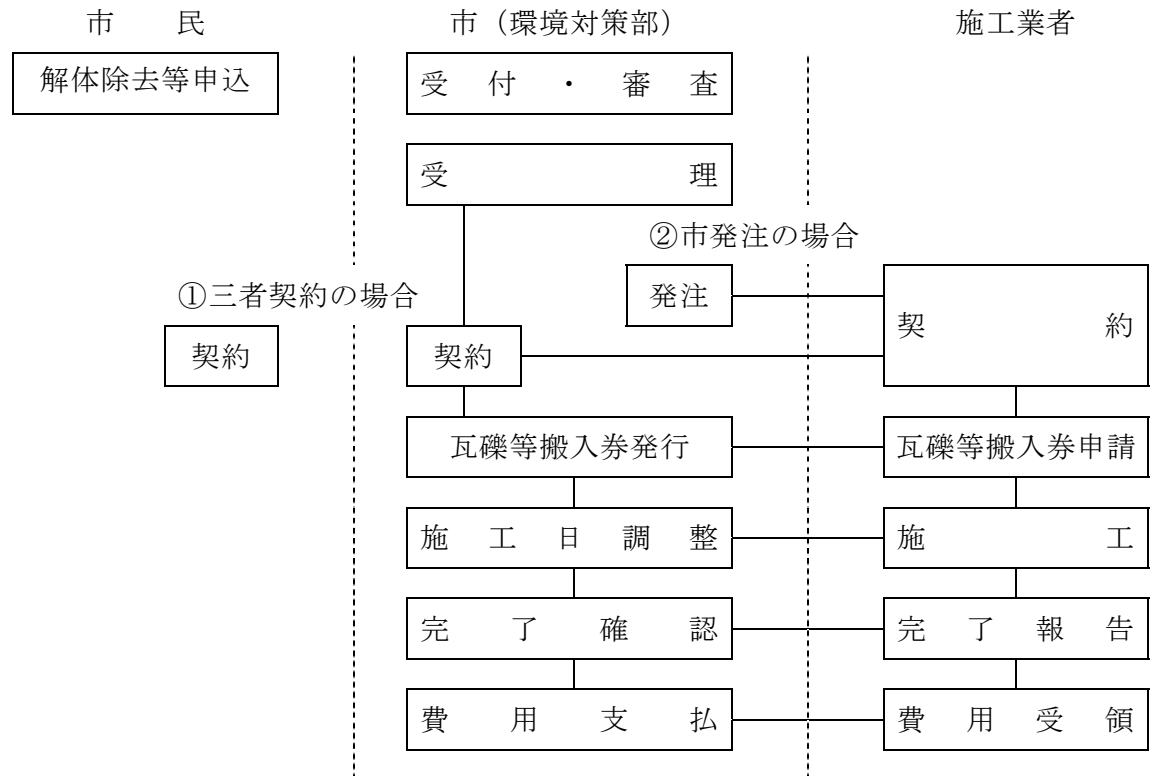 市　　民　　市（環境対策部）　　施工業者
解体除去等申込　　受付・審査
受理
②市発注の場合
①三者契約の場合　　発注　　契約
契約　　契約
瓦礫等搬入券発行　　瓦礫等搬入券申請
施工日調整　　施工
完了確認　　完了報告
費用支払　　費用受領